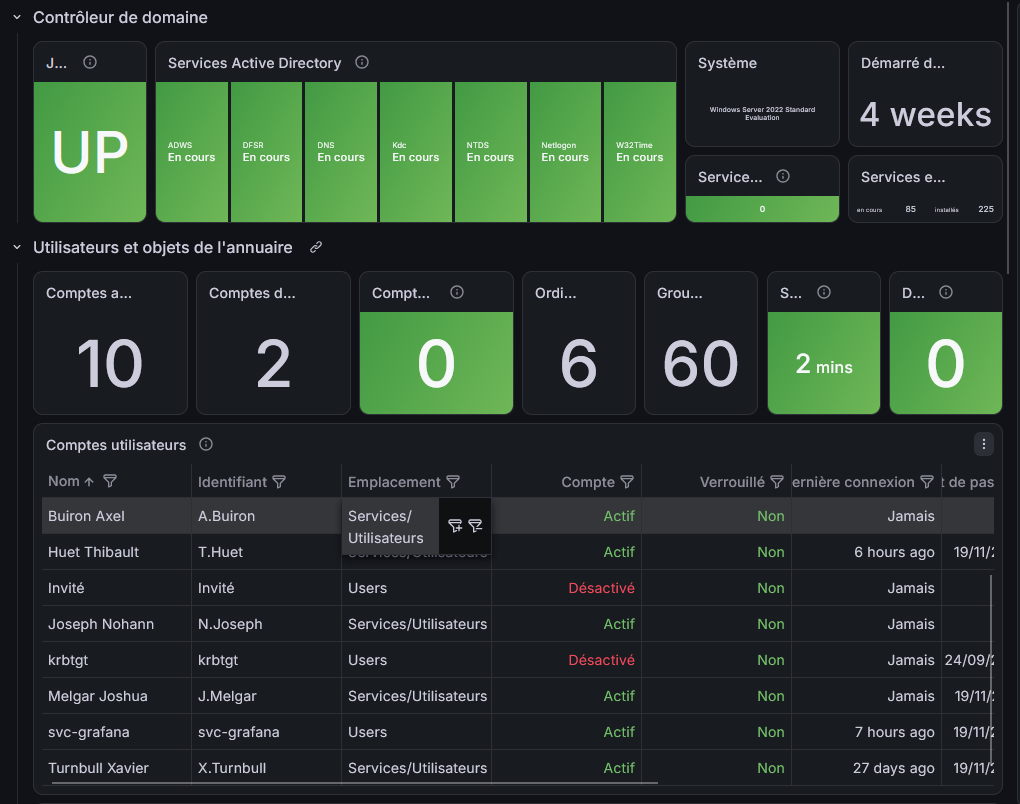 Contrôleur de domaine
J...
Services Active Directory
Système
Démarré d...
UP
ADWS
En cours
DFSR
En cours
DNS
En cours
Kdc
En cours
NTDS
En cours
Netlogon
En cours
W32Time
En cours
Windows Server 2022 Standard
Evaluation
4 weeks
Service...
0
Services e...
en cours 85 installés 225
Utilisateurs et objets de l'annuaire
Comptes a...
10
Comptes d...
2
Compt...
0
Ordi...
6
Grou...
60
S...
2 mins
D...
0
Comptes utilisateurs
Nom Identifiant Emplacement Compte Verrouillé ernière connexion t de pas
Buiron Axel A.Buiron Services/ Actif Non Jamais
Utilisateurs
Huet Thibault T.Huet Services/Utilisateurs Actif Non 6 hours ago 19/11/2
Invité Invité Users Désactivé Non Jamais
Joseph Nohann N.Joseph Services/Utilisateurs Actif Non Jamais
krbtgt krbtgt Users Désactivé Non Jamais 24/09/2
Melgar Joshua J.Melgar Services/Utilisateurs Actif Non Jamais 19/11/2
svc-grafana svc-grafana Users Actif Non 7 hours ago 19/11/2
Turnbull Xavier X.Turnbull Services/Utilisateurs Actif Non 27 days ago 19/11/2